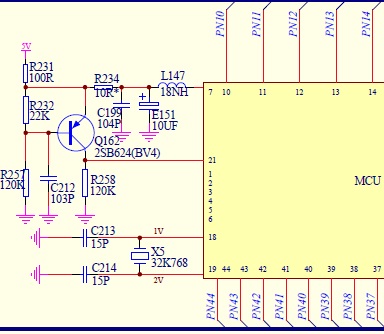 PN10
PN11
PN12
PN13
PN14
5V
R231
100R
R234
10R*
L147
18NH
7 10 11 12 13 14
R232
22K
C199
104P
E151
10UF
Q162
2SB624(BV4)
21
1
2
3
4
5
6
MCU
R257
120K
C212
103P
R258
120K
C213
15P
1V
18
X5
32K768
C214
15P
2V
19 44 43 42 41 40 39 38 37
PN44
PN43
PN42
PN41
PN40
PN39
PN38
PN37